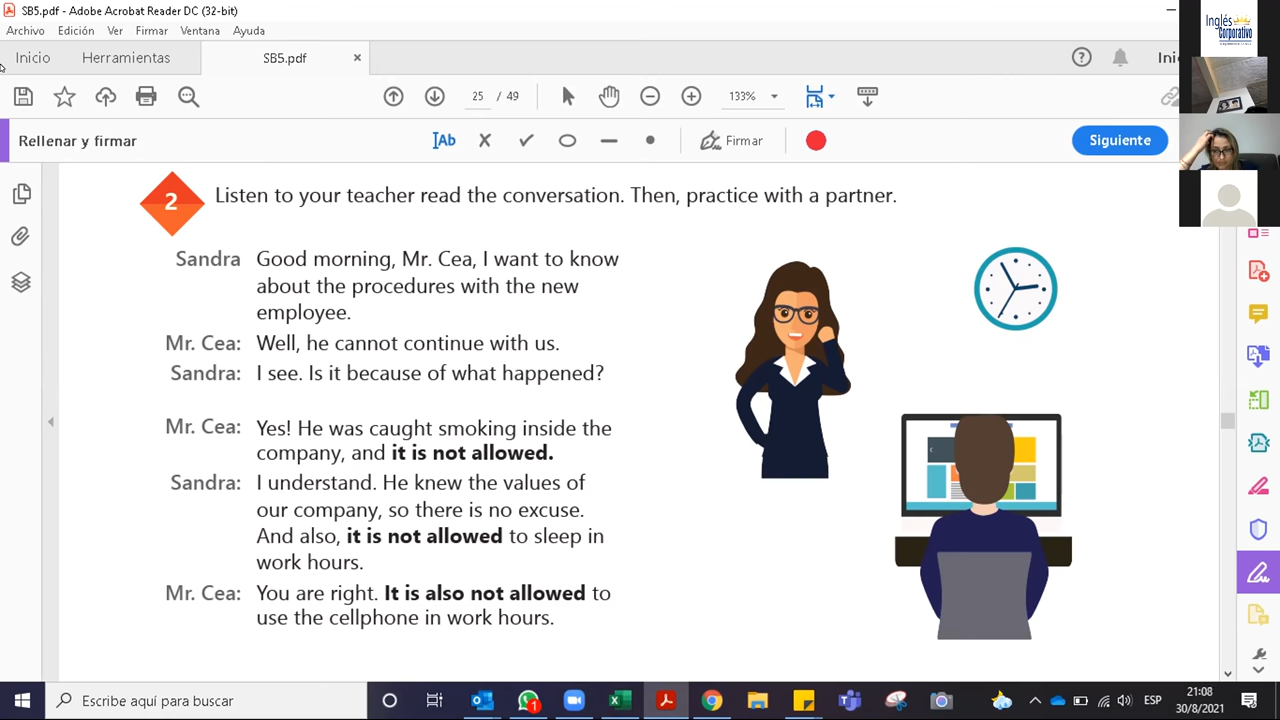 SB5.pdf - Adobe Acrobat Reader DC (32-bit)
Archivo Edición Ver Firmar Ventana Ayuda
Inicio Herramientas SB5.pdf × Ini
25 / 49 133%
Rellenar y firmar Ab Firmar Siguiente
Inglés
Corporativo
2 Listen to your teacher read the conversation. Then, practice with a partner.
Sandra Good morning, Mr. Cea, I want to know
about the procedures with the new
employee.
Mr. Cea: Well, he cannot continue with us.
Sandra: I see. Is it because of what happened?
Mr. Cea: Yes! He was caught smoking inside the
company, and it is not allowed.
Sandra: I understand. He knew the values of
our company, so there is no excuse.
And also, it is not allowed to sleep in
work hours.
Mr. Cea: You are right. It is also not allowed to
use the cellphone in work hours.
Escribe aquí para buscar 1 ESP 21:08
30/8/2021